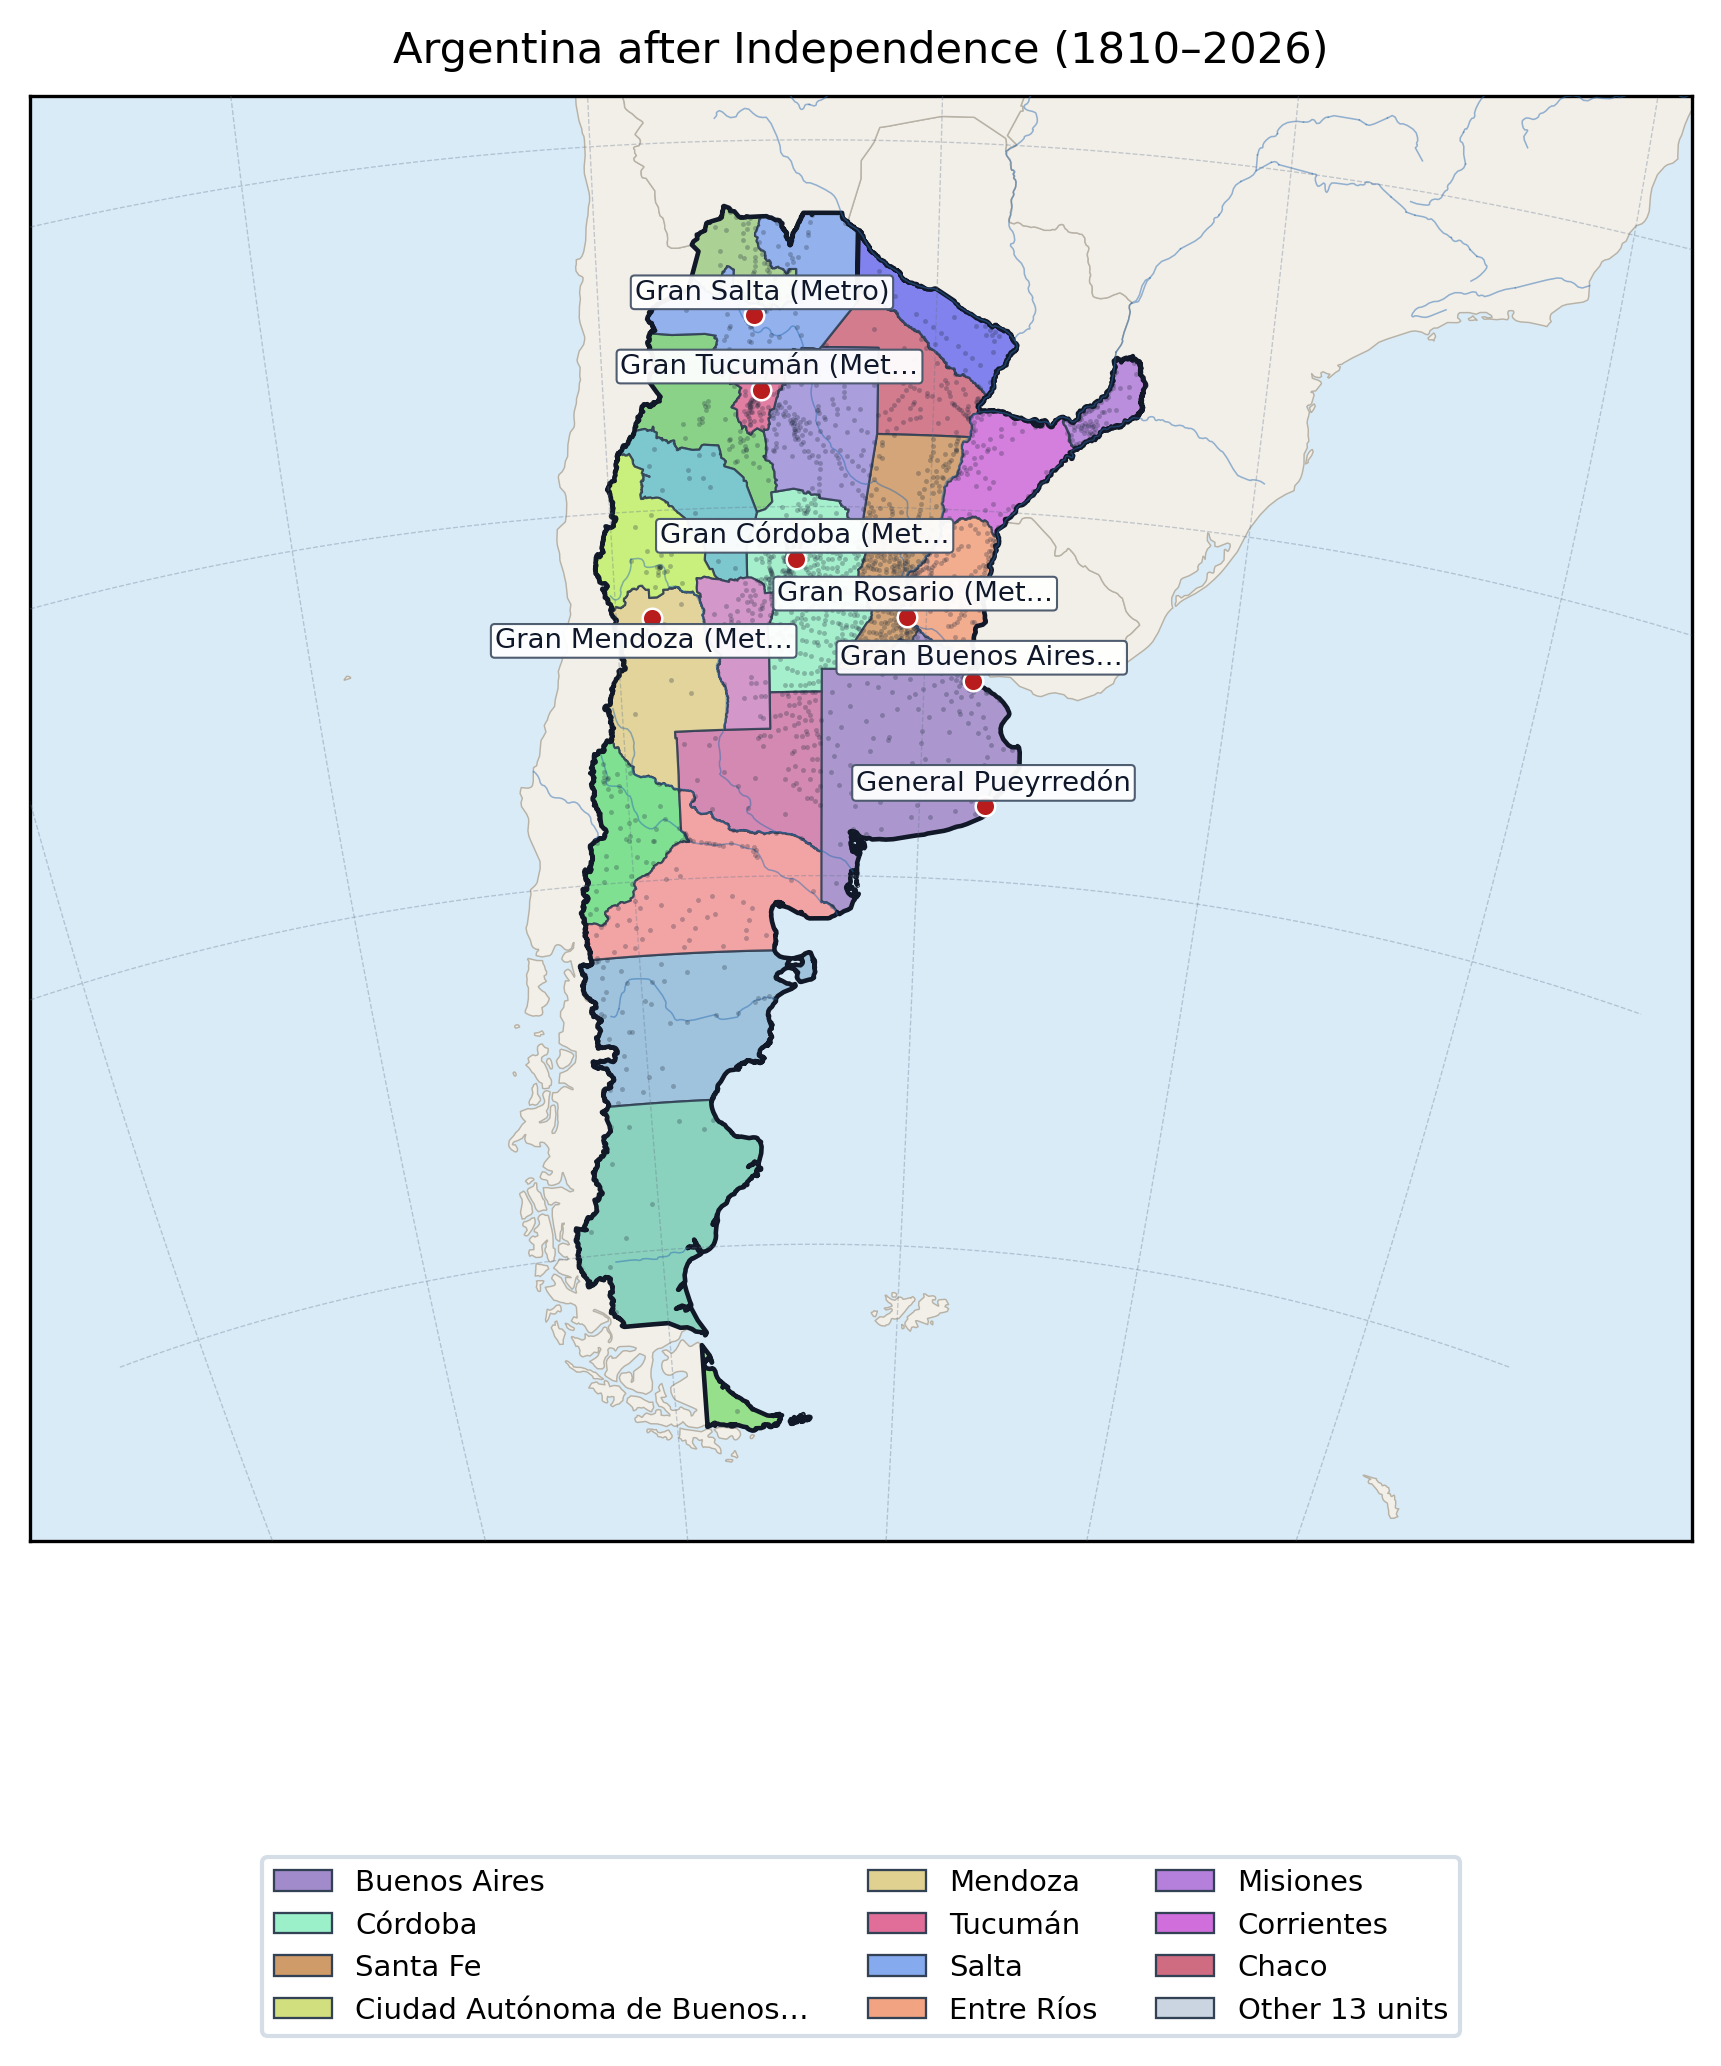 Argentina after Independence (1810–2026)
Gran Salta (Metro)
Gran Tucumán (Met...
Gran Córdoba (Met...
Gran Rosario (Met...
Gran Mendoza (Met...
Gran Buenos Aires...
General Pueyrredón
Buenos Aires
Córdoba
Santa Fe
Ciudad Autónoma de Buenos...
Mendoza
Tucumán
Salta
Entre Ríos
Misiones
Corrientes
Chaco
Other 13 units